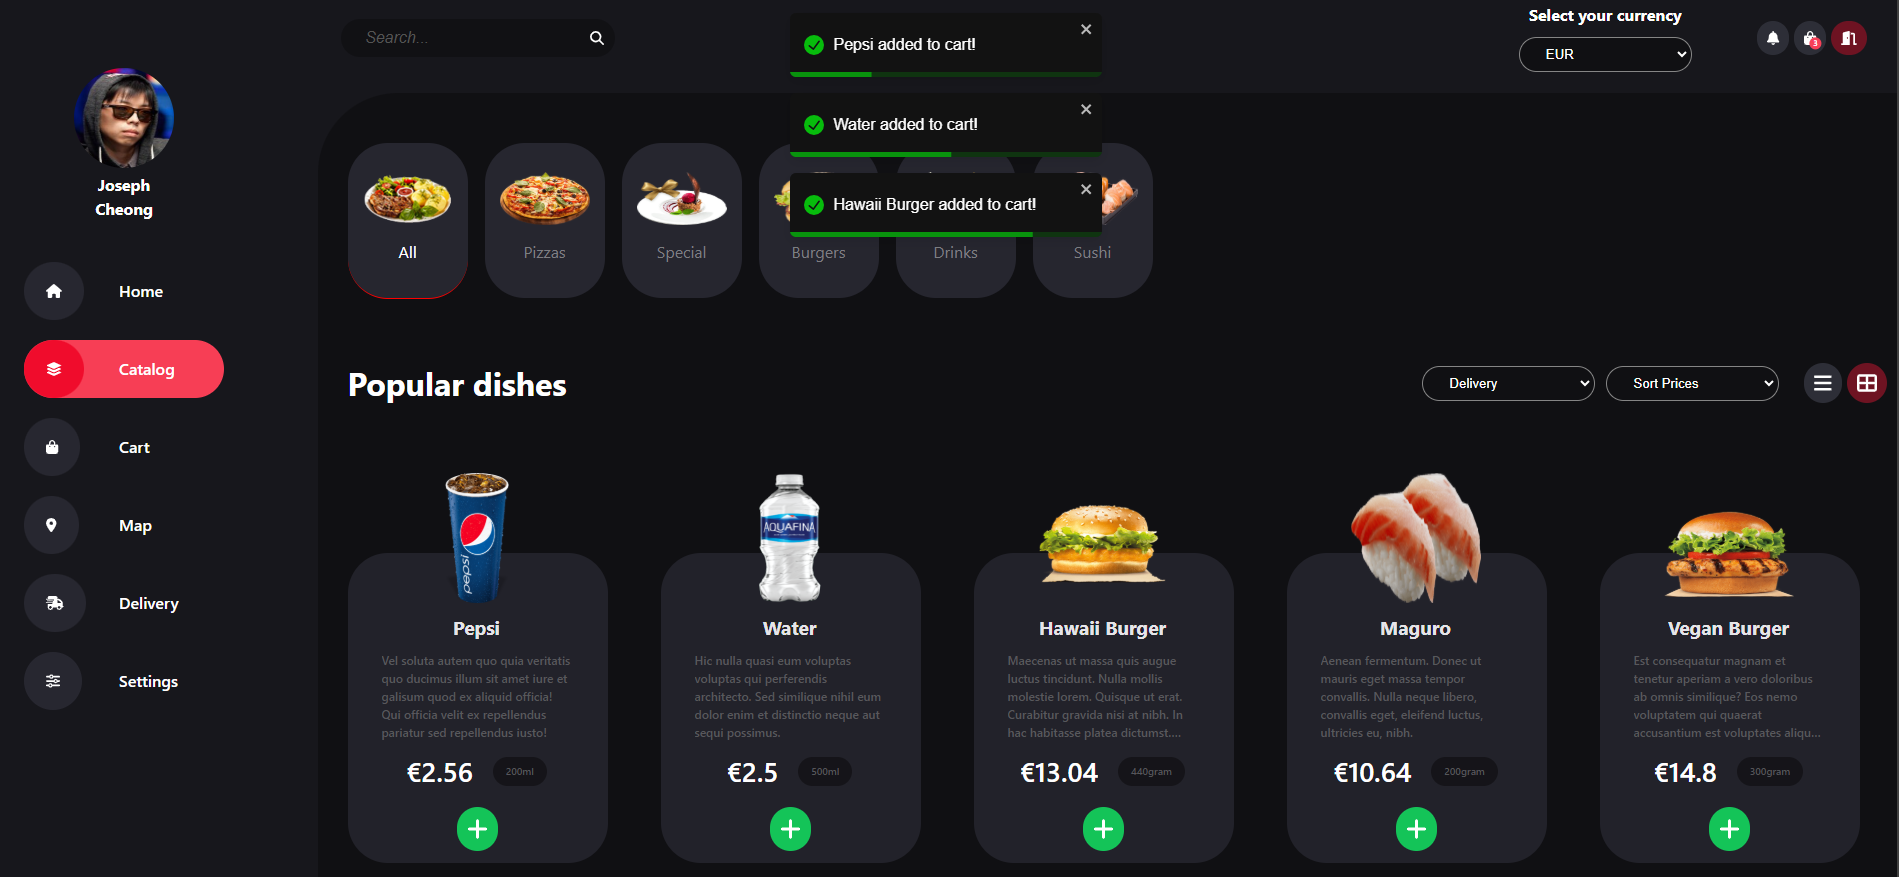 Search...
Select your currency
EUR
3
Joseph
Cheong
Home
Catalog
Cart
Map
Delivery
Settings
Pepsi added to cart!
Water added to cart!
Hawaii Burger added to cart!
All
Pizzas
Special
Burgers
Drinks
Sushi
Popular dishes
Delivery
Sort Prices
pepsi
Pepsi
Vel soluta autem quo quia veritatis
quo ducimus illum sit amet iure et
galisum quod ex aliquid officia!
Qui officia velit ex repellendus
pariatur sed repellendus iusto!
€2.56
200ml
AQUAFINA
Water
Hic nulla quasi eum voluptas
voluptas qui perferendis
architecto. Sed similique nihil eum
dolor enim et distinctio neque aut
sequi possimus.
€2.5
500ml
Hawaii Burger
Maecenas ut massa quis augue
luctus tincidunt. Nulla mollis
molestie lorem. Quisque ut erat.
Curabitur gravida nisi at nibh. In
hac habitasse platea dictumst....
€13.04
440gram
Maguro
Aenean fermentum. Donec ut
mauris eget massa tempor
convallis. Nulla neque libero,
convallis eget, eleifend luctus,
ultricies eu, nibh.
€10.64
200gram
Vegan Burger
Est consequatur magnam et
tenetur aperiam a vero doloribus
ab omnis similique? Eos nemo
voluptatem qui quaerat
accusantium est voluptates aliqu...
€14.8
300gram